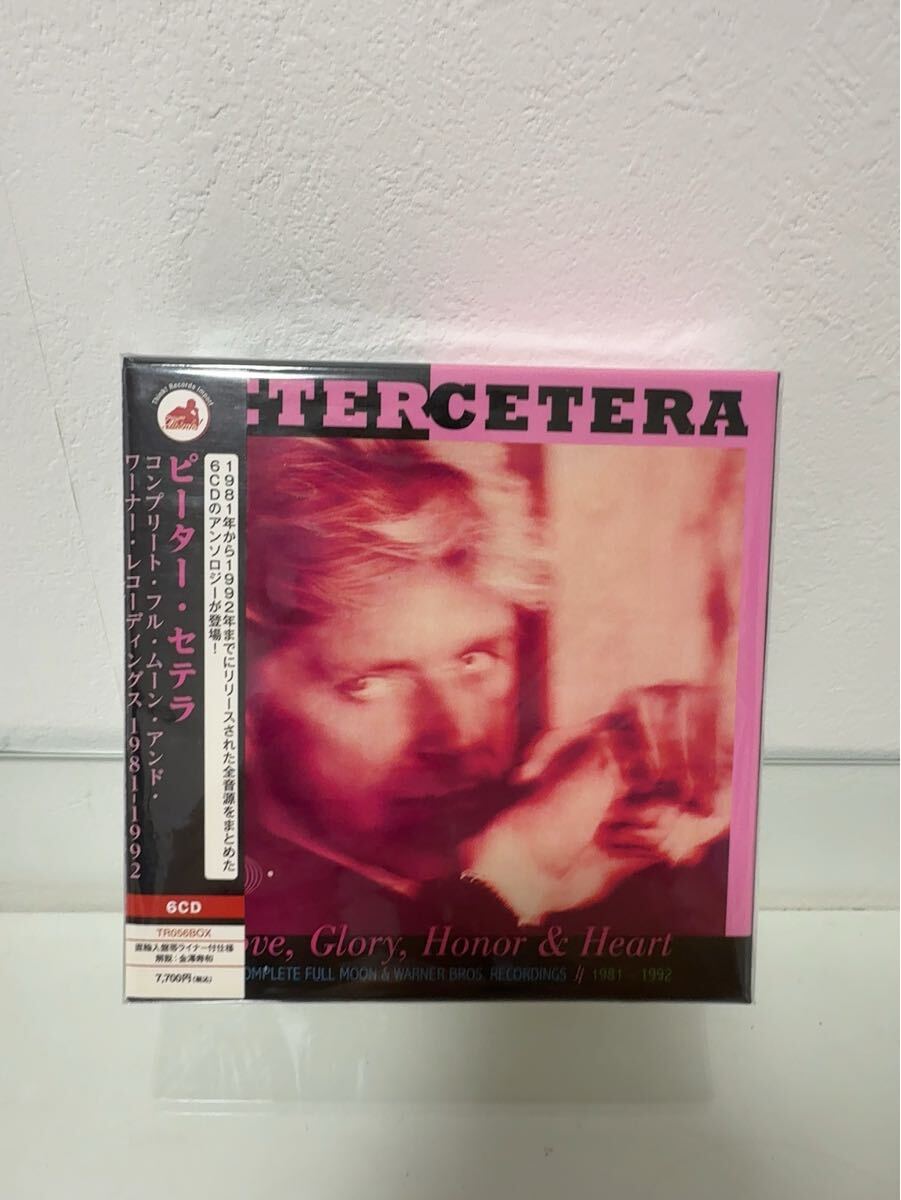 Think! Records Import
ピーター・セテラ
コンプリート・フル・ムーン・アンド・
ワーナー・レコーディングス 1981-1992
1981年から1992年までにリリースされた全音源をまとめた
6CDのアンソロジーが登場!
6CD
TR056BOX
直輸入盤帯ライナー付仕様
解説:金澤寿和
7,700円(税込)
ETERCETERA
ove, Glory, Honor & Heart
OMPLETE FULL MOON & WARNER BROS. RECORDINGS // 1981 1992